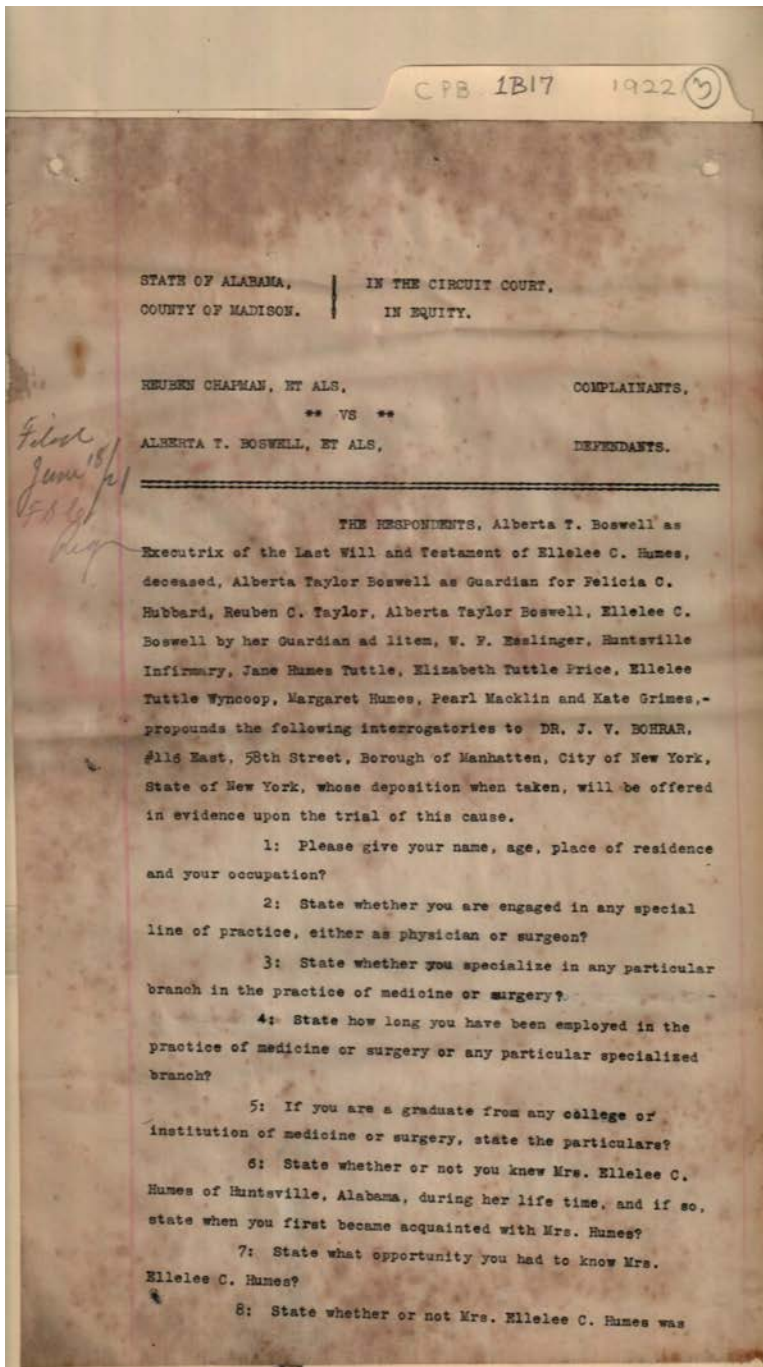 CPB 1B17 1922 3
STATE OF ALABAMA, IN THE CIRCUIT COURT,
COUNTY OF MADISON. IN EQUITY.
REUBEN CHAPMAN, ET ALS, COMPLAINANTS,
** VS **
ALBERTA T. BOSWELL, ET ALS, DEFENDANTS.
Filed
June 18/21
THE RESPONDENTS, Alberta T. Boswell as
Executrix of the Last Will and Testament of Ellelee C. Humes,
deceased, Alberta Taylor Boswell as Guardian for Felicia C.
Hubbard, Reuben C. Taylor, Alberta Taylor Boswell, Ellelee C.
Boswell by her Guardian ad litem, W. F. Esslinger, Huntsville
Infirmary, Jane Humes Tuttle, Elizabeth Tuttle Price, Ellelee
Tuttle Wyncoop, Margaret Humes, Pearl Macklin and Kate Grimes,-
propounds the following interrogatories to DR. J. V. BOHRAR,
#116 East, 58th Street, Borough of Manhatten, City of New York,
State of New York, whose deposition when taken, will be offered
in evidence upon the trial of this cause.
1: Please give your name, age, place of residence
and your occupation?
2: State whether you are engaged in any special
line of practice, either as physician or surgeon?
3: State whether you specialize in any particular
branch in the practice of medicine or surgery?
4: State how long you have been employed in the
practice of medicine or surgery or any particular specialized
branch?
5: If you are a graduate from any college or
institution of medicine or surgery, state the particulars?
6: State whether or not you knew Mrs. Ellelee C.
Humes of Huntsville, Alabama, during her life time, and if so,
state when you first became acquainted with Mrs. Humes?
7: State what opportunity you had to know Mrs.
Ellelee C. Humes?
8: State whether or not Mrs. Ellelee C. Humes was